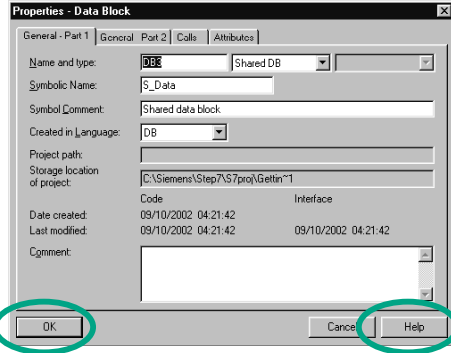 Properties - Data Block
General - Part 1 General Part 2 Calls Attributes
Name and type: DB3 Shared DB
Symbolic Name: S_Data
Symbol Comment: Shared data block
Created in Language: DB
Project path:
Storage location
of project: C:\Siemens\Step7\S7proj\Gettin~1
Code Interface
Date created: 09/10/2002 04:21:42
Last modified: 09/10/2002 04:21:42 09/10/2002 04:21:42
Comment:
OK Cancel Help